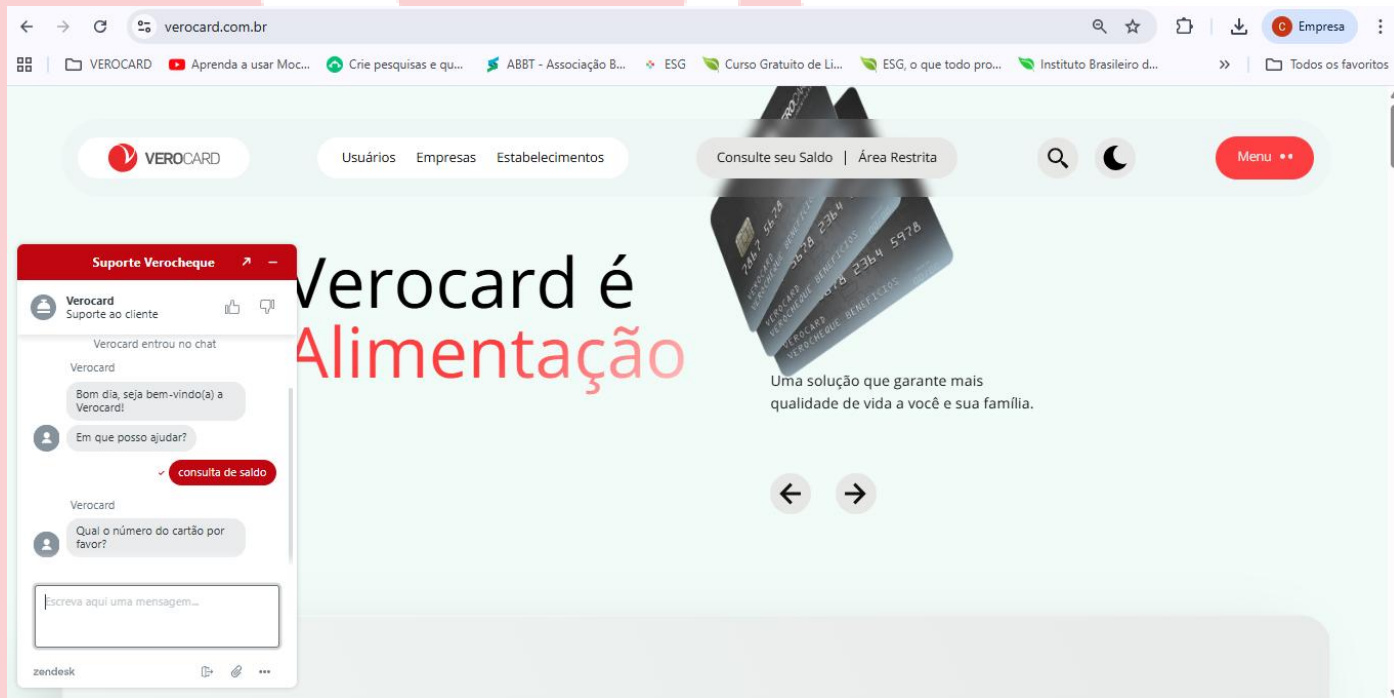 verocard.com.br
Empresa
VEROCARD
Aprenda a usar Moc...
Crie pesquisas e qu...
ABBT - Associação B...
ESG
Curso Gratuito de Li...
ESG, o que todo pro...
Instituto Brasileiro d...
»
Todos os favoritos
VEROCARD
Usuários Empresas Estabelecimentos
Consulte seu Saldo | Área Restrita
Menu
Verocard é
Alimentação
Uma solução que garante mais
qualidade de vida a você e sua família.
Suporte Verocheque
Verocard
Suporte ao cliente
Verocard entrou no chat
Verocard
Bom dia, seja bem-vindo(a) a
Verocard!
Em que posso ajudar?
consulta de saldo
Verocard
Qual o número do cartão por
favor?
Escreva aqui uma mensagem...
zendesk